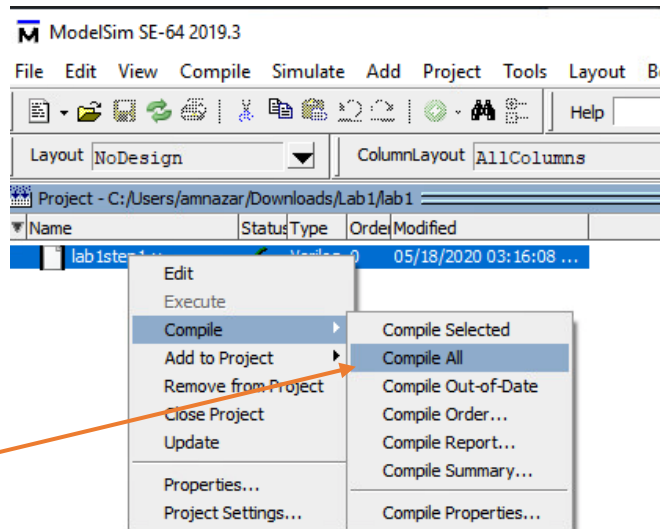 ModelSim SE-64 2019.3
File Edit View Compile Simulate Add Project Tools Layout
Help
Layout NoDesign ColumnLayout AllColumns
Project - C:/Users/amnazar/Downloads/Lab1/lab1
Name Status Type Order Modified
0 05/18/2020 03:16:08 ...
Edit
Execute
Compile Compile Selected
Add to Project Compile All
Remove from Project Compile Out-of-Date
Close Project Compile Order...
Update Compile Report...
Compile Summary...
Properties...
Project Settings... Compile Properties...